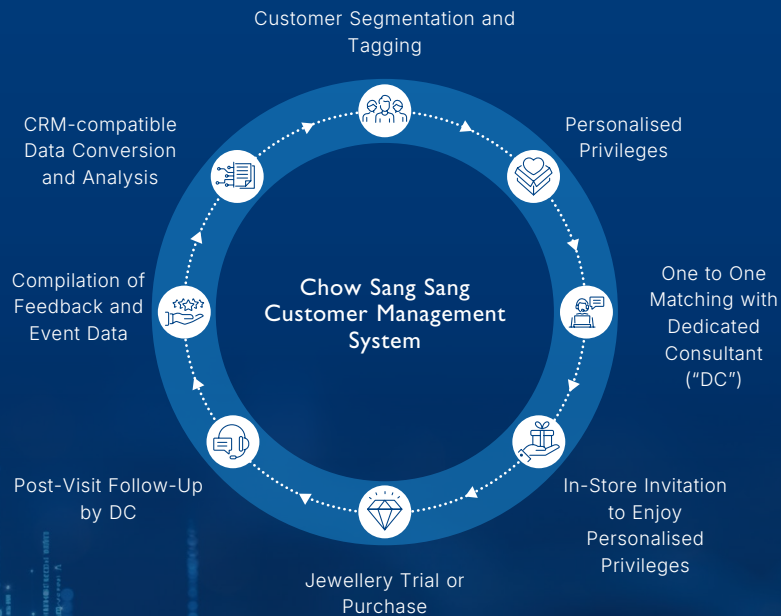 Customer Segmentation and
Tagging
Personalised
Privileges
One to One
Matching with
Dedicated
Consultant
(“DC”)
In-Store Invitation
to Enjoy
Personalised
Privileges
Jewellery Trial or
Purchase
Post-Visit Follow-Up
by DC
Compilation of
Feedback and
Event Data
CRM-compatible
Data Conversion
and Analysis
Chow Sang Sang
Customer Management
System